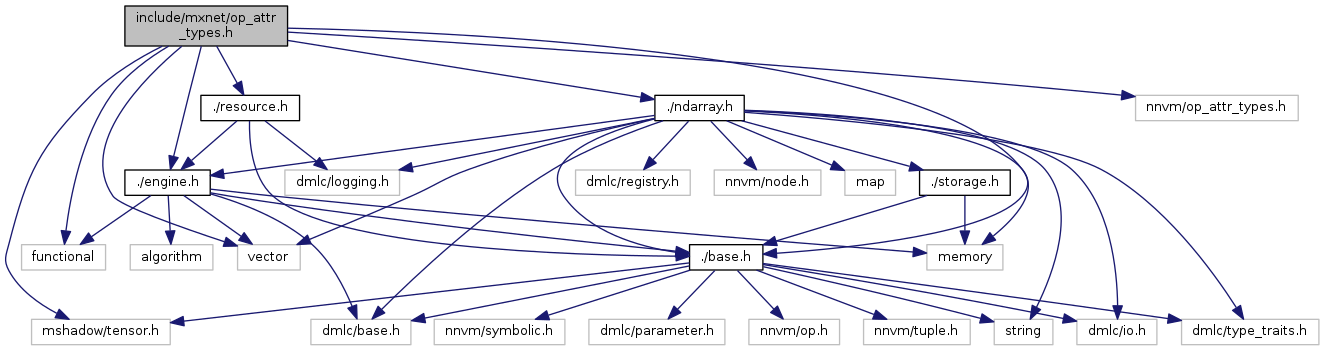 include/mxnet/op_attr
_types.h
./resource.h
./ndarray.h
nnvm/op_attr_types.h
./engine.h
dmlc/logging.h
dmlc/registry.h
nnvm/node.h
map
./storage.h
functional
algorithm
vector
./base.h
memory
mshadow/tensor.h
dmlc/base.h
nnvm/symbolic.h
dmlc/parameter.h
nnvm/op.h
nnvm/tuple.h
string
dmlc/io.h
dmlc/type_traits.h